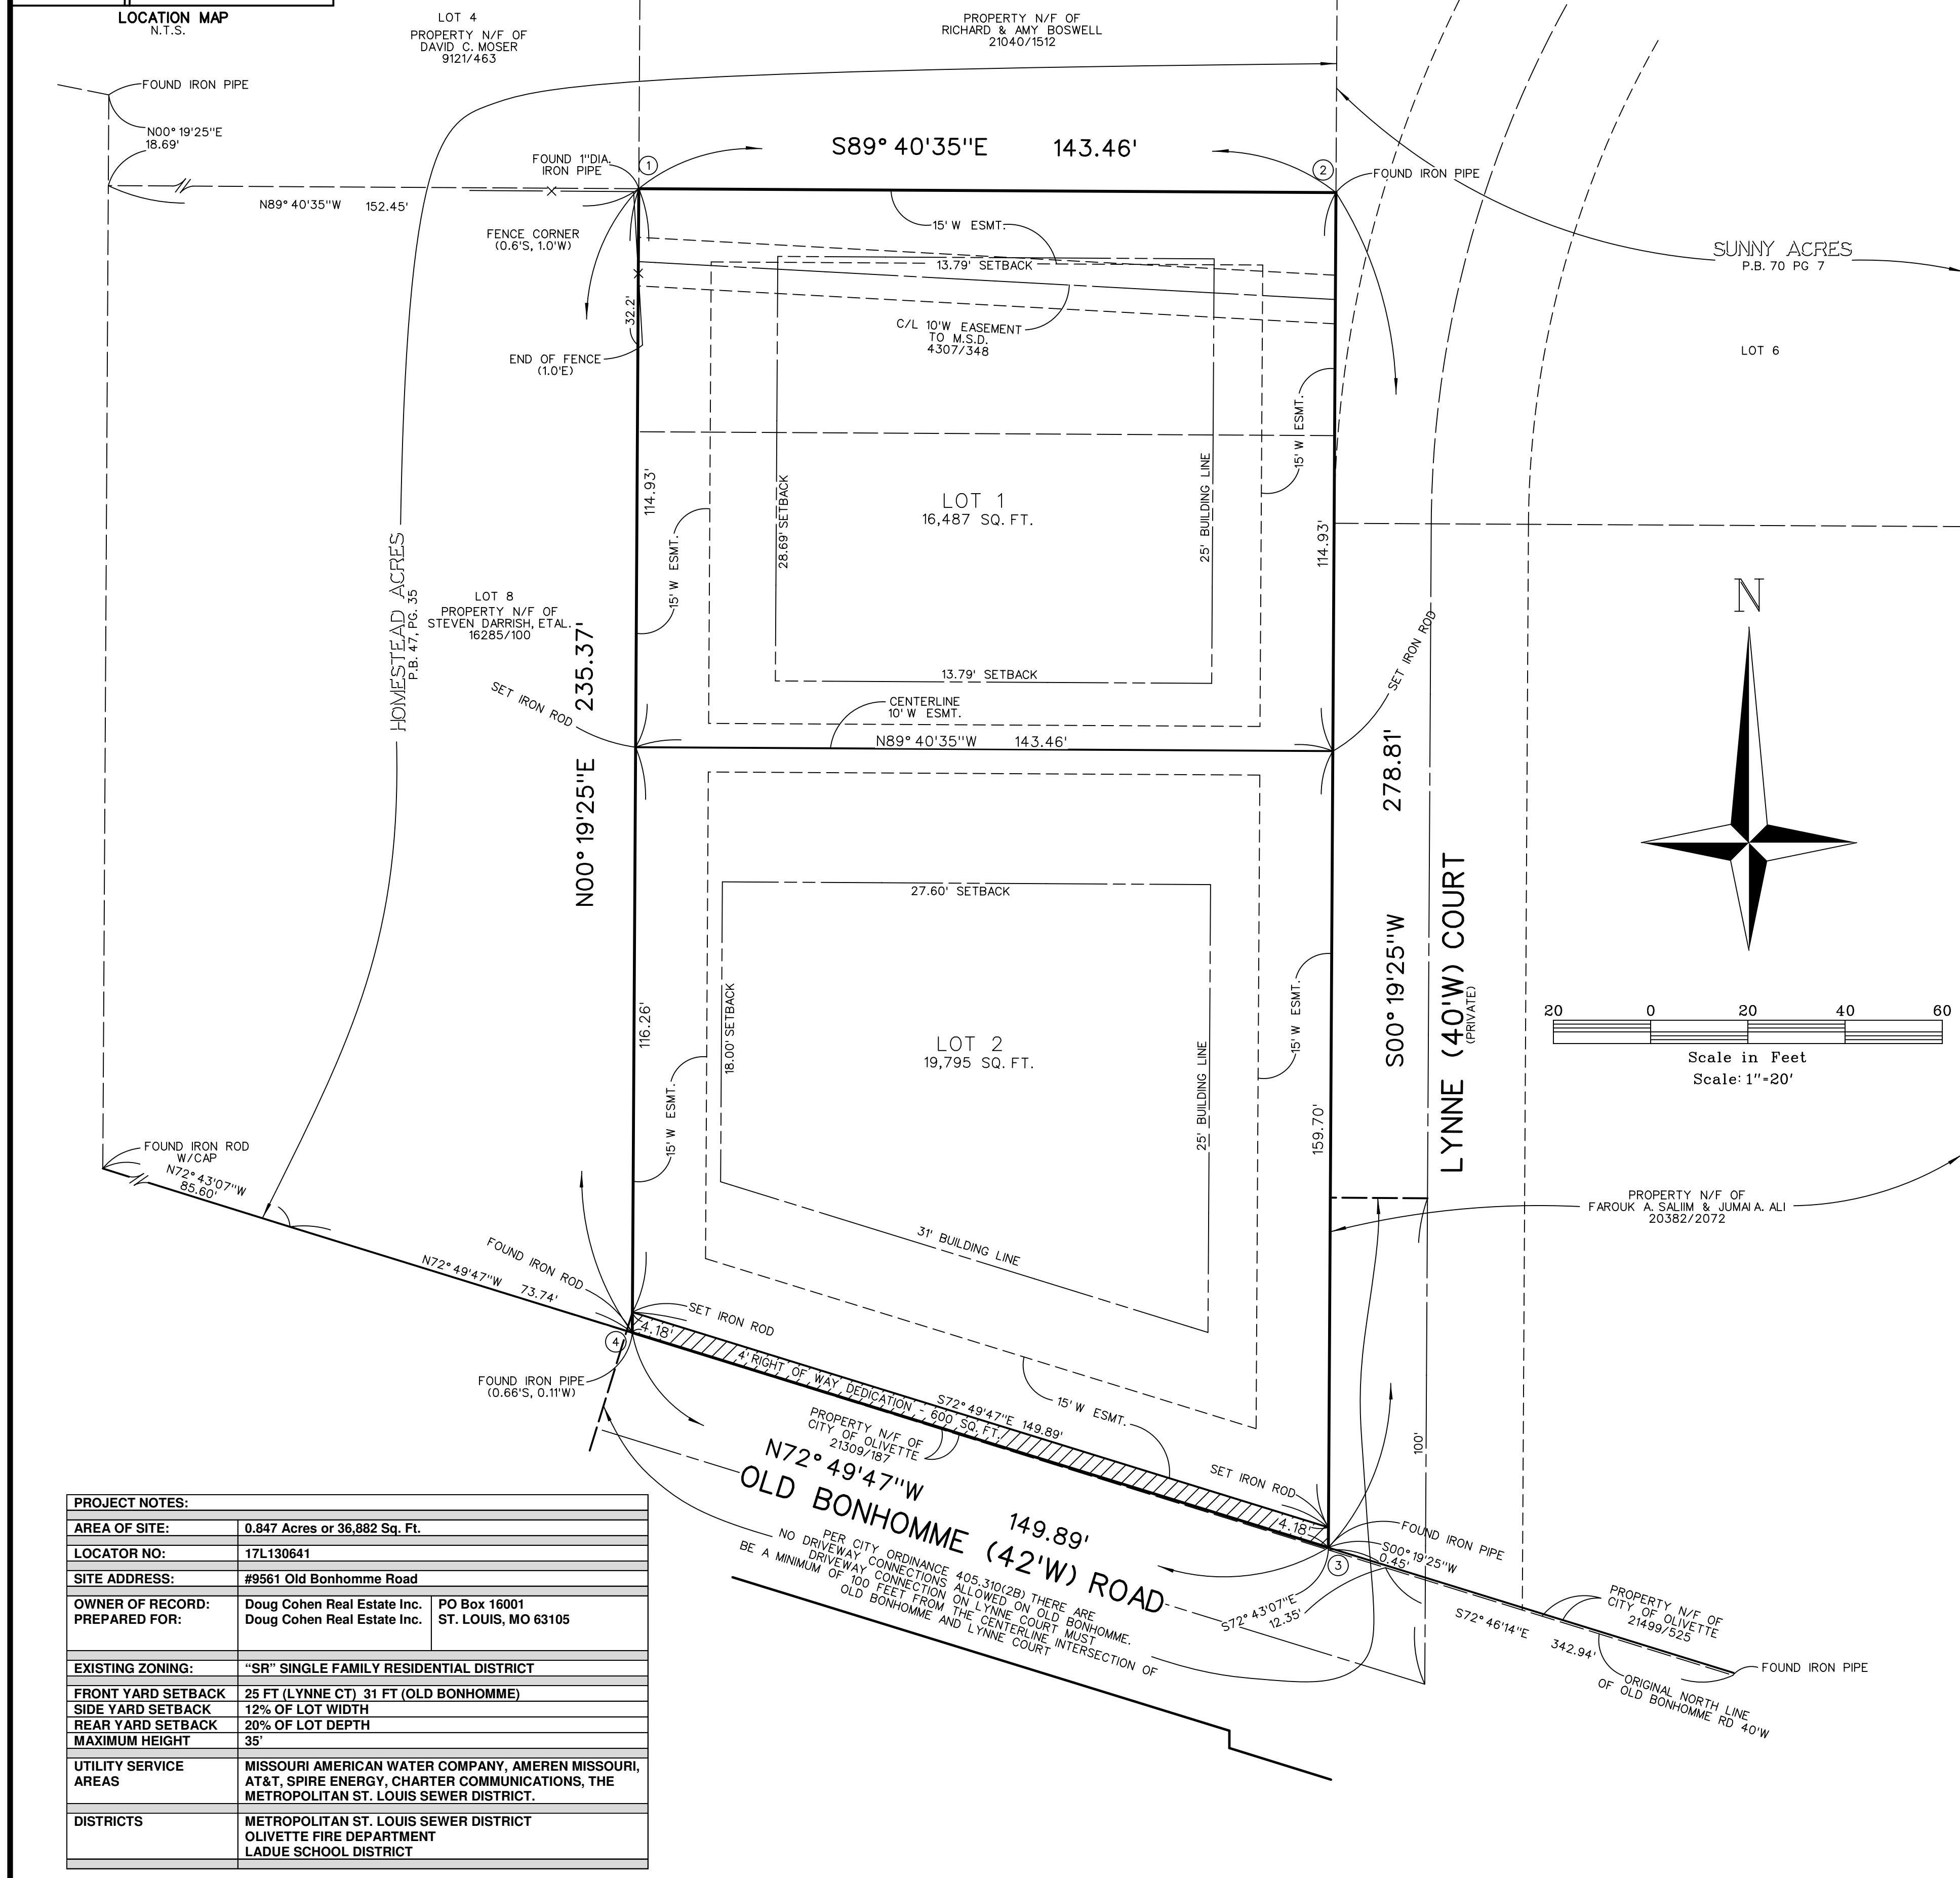 LOCATION MAP
N.T.S.
LOT 4
PROPERTY N/F OF
DAVID C. MOSER
9121/463
PROPERTY N/F OF
RICHARD & AMY BOSWELL
21040/1512
FOUND IRON PIPE
N00°19'25"E
18.69'
N89°40'35"W 152.45'
FOUND 1"DIA.
IRON PIPE
1
S89°40'35"E 143.46'
2
FOUND IRON PIPE
FENCE CORNER
(0.6'S, 1.0'W)
15' W ESMT.
13.79' SETBACK
SUNNY ACRES
P.B. 70 PG 7
32.2'
C/L 10'W EASEMENT
TO M.S.D.
4307/348
END OF FENCE
(1.0'E)
LOT 6
15' W ESMT.
114.93'
28.69' SETBACK
LOT 1
16,487 SQ. FT.
25' BUILDING LINE
114.93'
15' W ESMT.
HOMESTEAD ACRES
P.B. 47, PG. 35
LOT 8
PROPERTY N/F OF
STEVEN DARRISH, ETAL.
16285/100
N00°19'25"E 235.37'
SET IRON ROD
13.79' SETBACK
CENTERLINE
10' W ESMT.
N89°40'35"W 143.46'
SET IRON ROD
N
S00°19'25"W 278.81'
LYNNE (40'W) COURT
(PRIVATE)
27.60' SETBACK
116.26'
18.00' SETBACK
LOT 2
19,795 SQ. FT.
25' BUILDING LINE
15' W ESMT.
159.70'
15' W ESMT.
20 0 20 40 60
Scale in Feet
Scale: 1"=20'
31' BUILDING LINE
FOUND IRON ROD
W/CAP
N72°43'07"W
85.60'
PROPERTY N/F OF
FAROUK A. SALIIM & JUMAI A. ALI
20382/2072
FOUND IRON ROD
N72°49'47"W 73.74'
SET IRON ROD
4
4.18'
4' RIGHT OF WAY DEDICATION - 600 SQ. FT.
S72°49'47"E 149.89'
15' W ESMT.
FOUND IRON PIPE
(0.66'S, 0.11'W)
PROPERTY N/F OF
CITY OF OLIVETTE
21309/187
SET IRON ROD
4.18'
100'
N72°49'47"W 149.89'
OLD BONHOMME (42'W) ROAD
3
FOUND IRON PIPE
S00°19'25"W
0.45'
PER CITY ORDINANCE 405.310(2B) THERE ARE
NO DRIVEWAY CONNECTIONS ALLOWED ON OLD BONHOMME.
DRIVEWAY CONNECTION ON LYNNE COURT MUST
BE A MINIMUM OF 100 FEET FROM THE CENTERLINE INTERSECTION OF
OLD BONHOMME AND LYNNE COURT
S72°43'07"E
12.35'
S72°46'14"E 342.94'
PROPERTY N/F OF
CITY OF OLIVETTE
21499/525
FOUND IRON PIPE
ORIGINAL NORTH LINE
OF OLD BONHOMME RD 40'W
PROJECT NOTES:
AREA OF SITE: 0.847 Acres or 36,882 Sq. Ft.
LOCATOR NO: 17L130641
SITE ADDRESS: #9561 Old Bonhomme Road
OWNER OF RECORD: Doug Cohen Real Estate Inc. PO Box 16001
PREPARED FOR: Doug Cohen Real Estate Inc. ST. LOUIS, MO 63105
EXISTING ZONING: “SR” SINGLE FAMILY RESIDENTIAL DISTRICT
FRONT YARD SETBACK 25 FT (LYNNE CT) 31 FT (OLD BONHOMME)
SIDE YARD SETBACK 12% OF LOT WIDTH
REAR YARD SETBACK 20% OF LOT DEPTH
MAXIMUM HEIGHT 35’
UTILITY SERVICE MISSOURI AMERICAN WATER COMPANY, AMEREN MISSOURI,
AREAS AT&T, SPIRE ENERGY, CHARTER COMMUNICATIONS, THE
METROPOLITAN ST. LOUIS SEWER DISTRICT.
DISTRICTS METROPOLITAN ST. LOUIS SEWER DISTRICT
OLIVETTE FIRE DEPARTMENT
LADUE SCHOOL DISTRICT